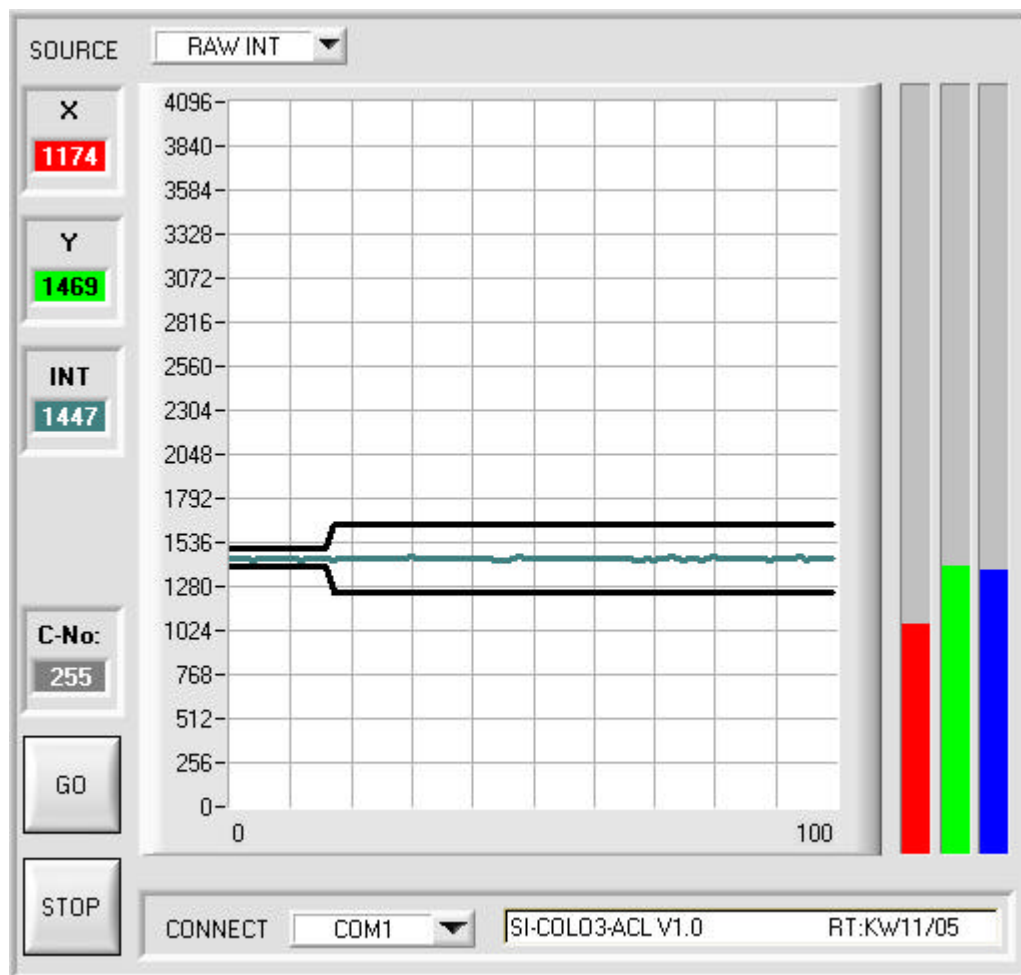 SOURCE RAW INT
X
1174
Y
1469
INT
1447
C-No:
255
GO
STOP
4096
3840
3584
3328
3072
2816
2560
2304
2048
1792
1536
1280
1024
768
512
256
0
0 100
CONNECT COM1 SI-COLO3-ACL V1.0 RT:KW11/05